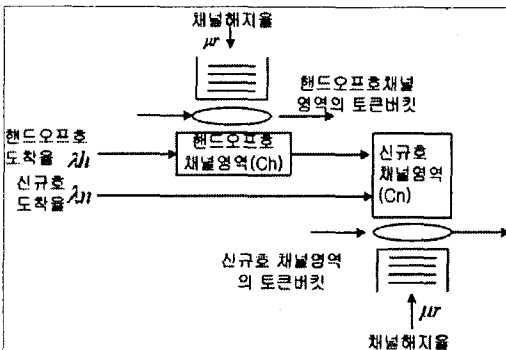 채널해지율
μr
핸드오프호채널
영역의 토큰버킷
핸드오프호
도착율 λh
핸드오프호
채널영역(Ch)
신규호
채널영역
(Cn)
신규호
도착율 λn
신규호 채널영역
의 토큰버킷
μr
채널해지율